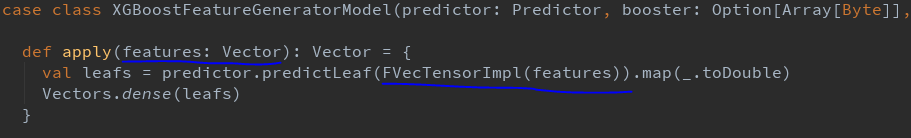 case class XGBoostFeatureGeneratorModel(predictor: Predictor, booster: Option[Array[Byte]],
def apply(features: Vector): Vector = {
val leafs = predictor.predictLeaf(FVecTensorImpl(features)).map(_.toDouble)
Vectors.dense(leafs)
}